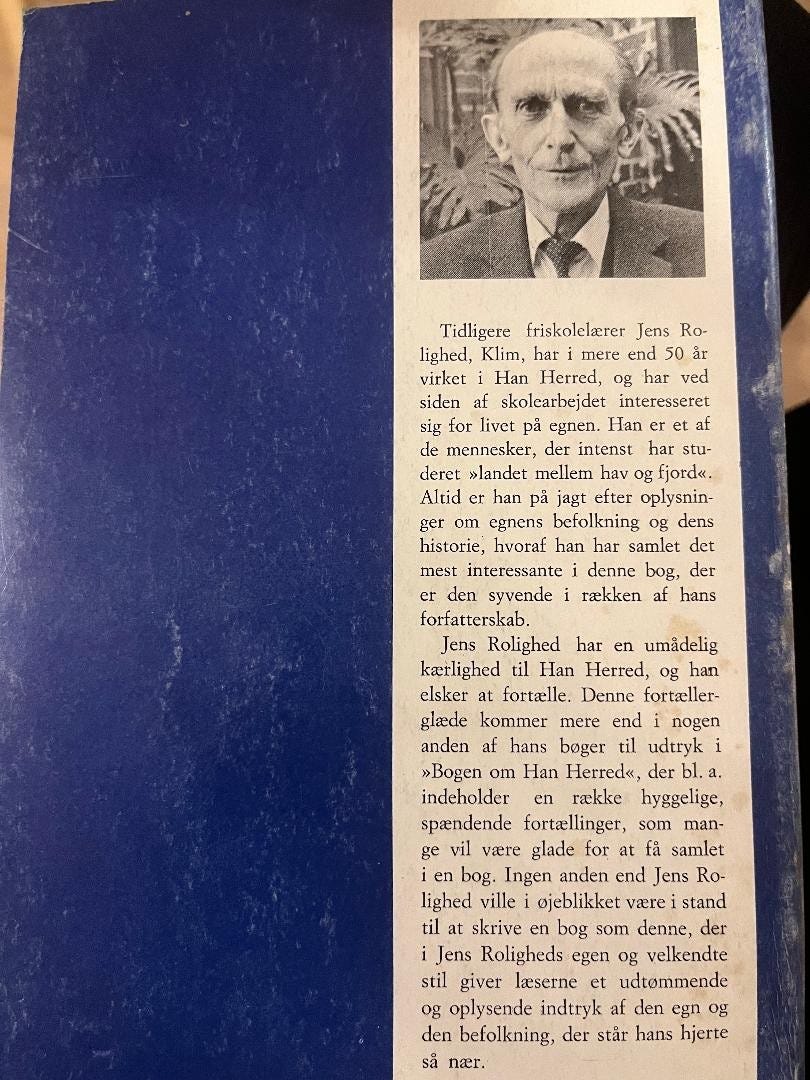 Tidligere friskolelærer Jens Ro-
lighed, Klim, har i mere end 50 år
virket i Han Herred, og har ved
siden af skolearbejdet interesseret
sig for livet på egnen. Han er et af
de mennesker, der intenst har stu-
deret »landet mellem hav og fjord«.
Altid er han på jagt efter oplysnin-
ger om egnens befolkning og dens
historie, hvoraf han har samlet det
mest interessante i denne bog, der
er den syvende i rækken af hans
forfatterskab.
Jens Rolighed har en umådelig
kærlighed til Han Herred, og han
elsker at fortælle. Denne fortæller-
glæde kommer mere end i nogen
anden af hans bøger til udtryk i
»Bogen om Han Herred«, der bl. a.
indeholder en række hyggelige,
spændende fortællinger, som man-
ge vil være glade for at få samlet
i en bog. Ingen anden end Jens Ro-
lighed ville i øjeblikket være i stand
til at skrive en bog som denne, der
i Jens Roligheds egen og velkendte
stil giver læserne et udtømmende
og oplysende indtryk af den egn og
den befolkning, der står hans hjerte
så nær.